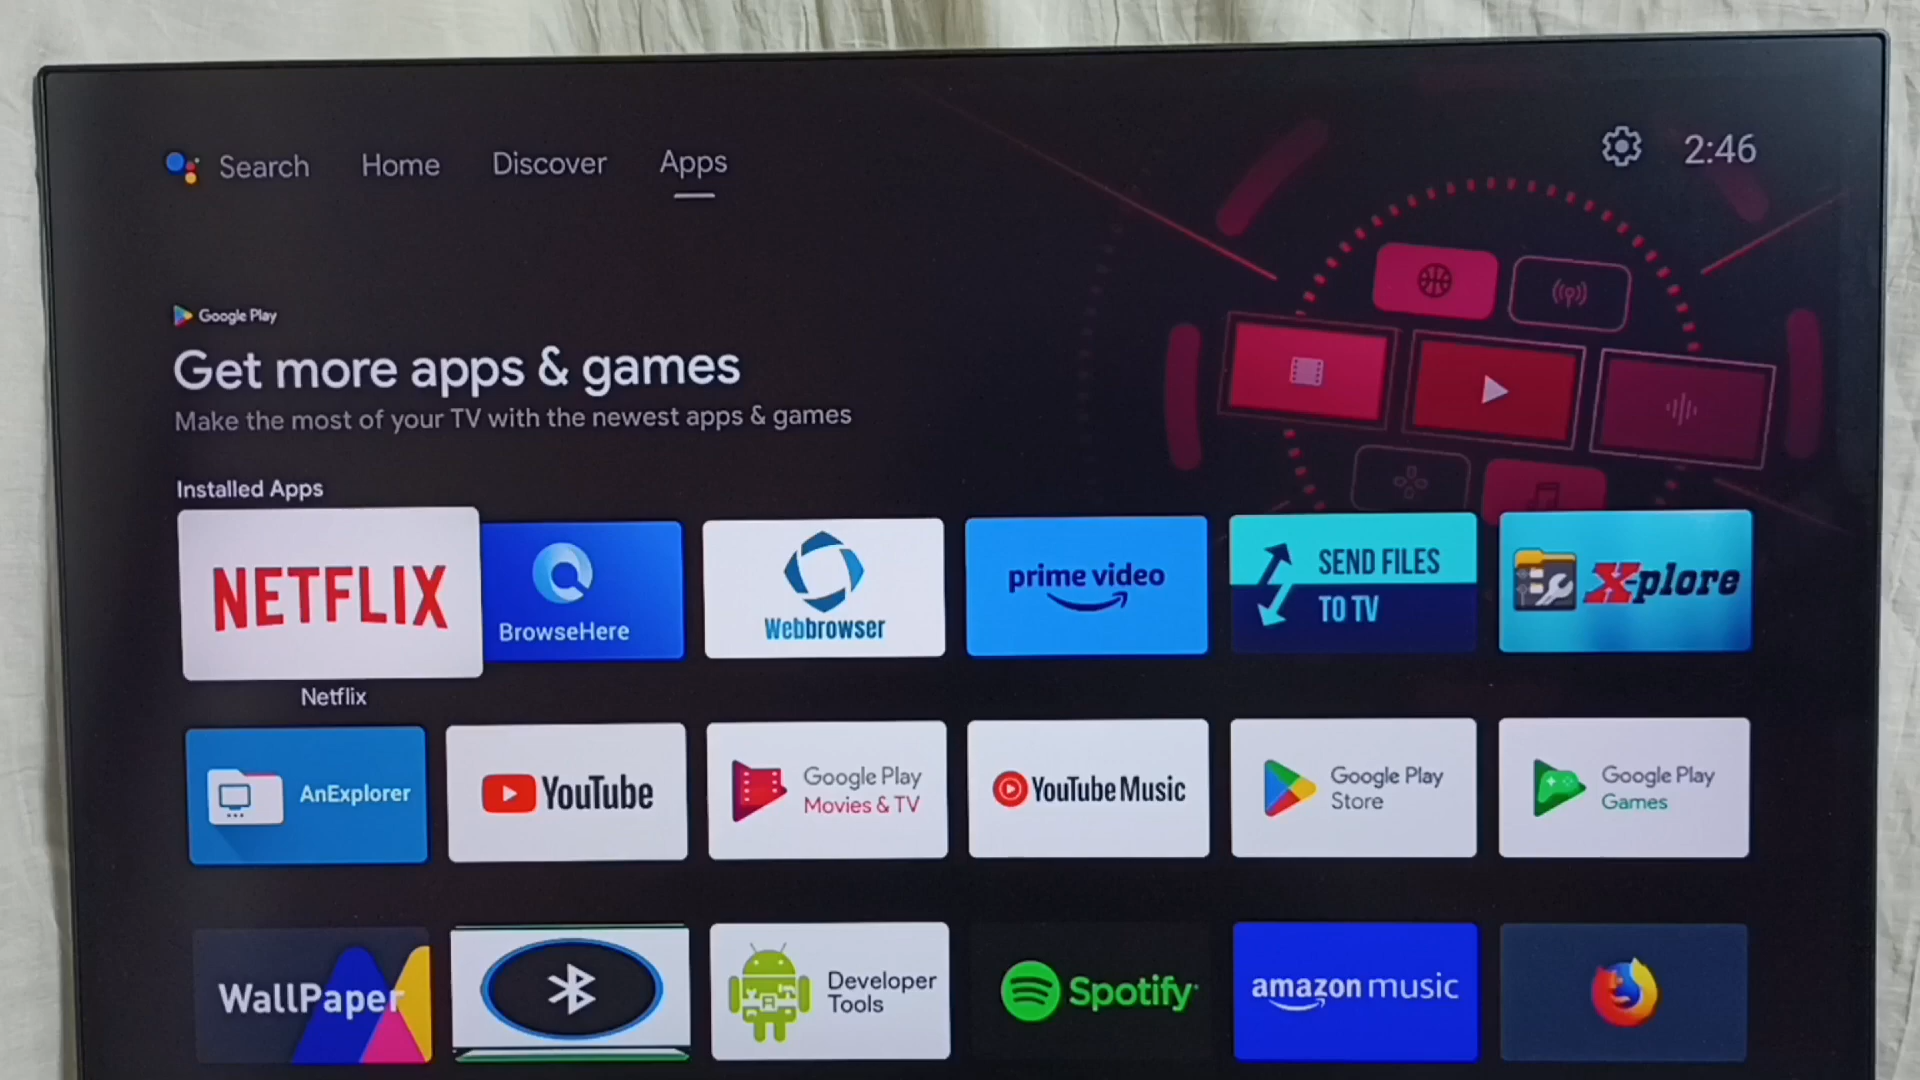 Search Home Discover Apps
2:46
Google Play
Get more apps & games
Make the most of your TV with the newest apps & games
Installed Apps
NETFLIX
BrowseHere
Webbrowser
prime video
SEND FILES
TO TV
X-plore
Netflix
AnExplorer
YouTube
Google Play
Movies & TV
YouTube Music
Google Play
Store
Google Play
Games
WallPaper
Developer
Tools
Spotify
amazon music